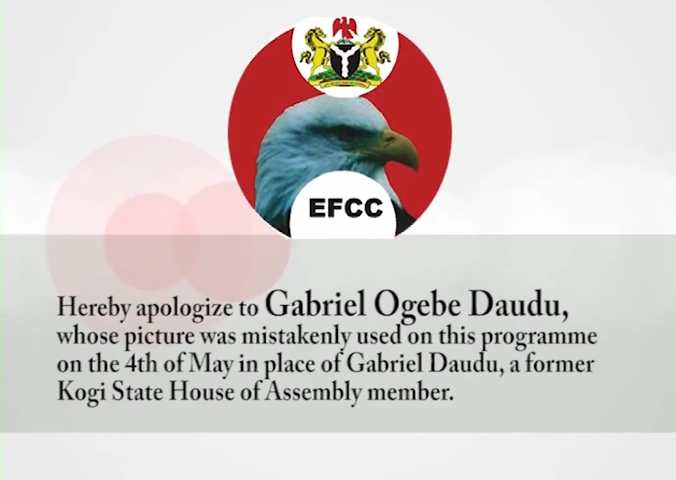 EFCC
Hereby apologize to Gabriel Ogebe Daudu,
whose picture was mistakenly used on this programme
on the 4th of May in place of Gabriel Daudu, a former
Kogi State House of Assembly member.